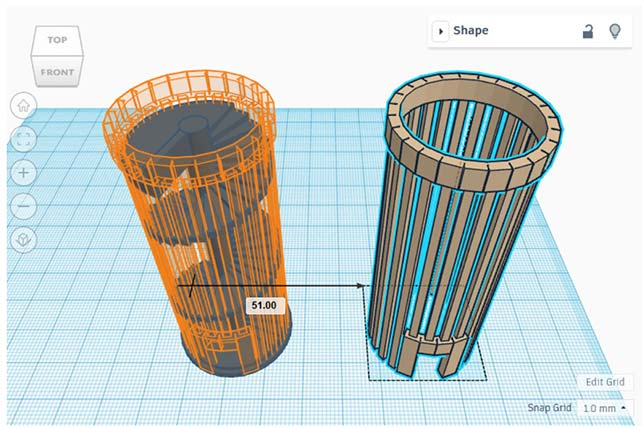 TOP
FRONT
Shape
51.00
Edit Grid
Snap Grid 1.0 mm